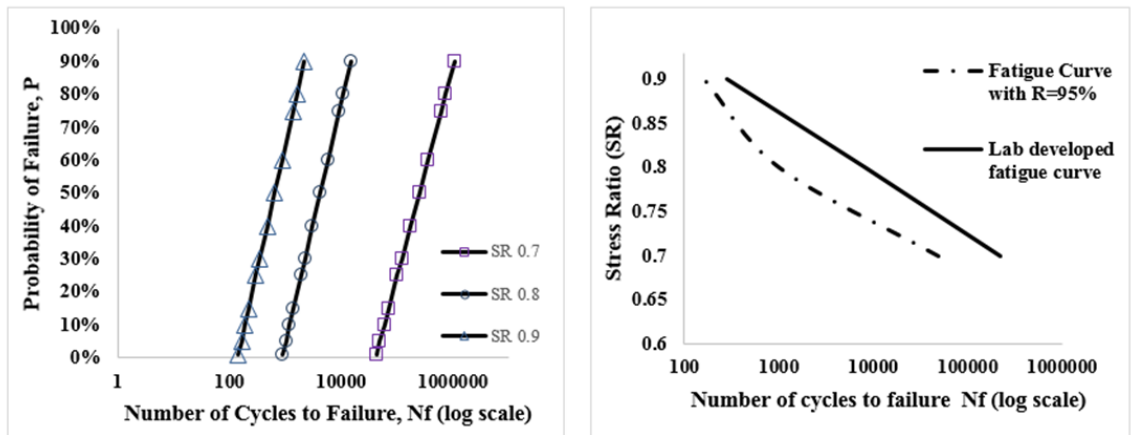 100%
90%
80%
70%
60%
50%
40%
30%
20%
10%
0%
Probability of Failure, P
1
100
10000
1000000
Number of Cycles to Failure, Nf (log scale)
SR 0.7
SR 0.8
SR 0.9
0.9
0.85
0.8
0.75
0.7
0.65
0.6
Stress Ratio (SR)
100
1000
10000
100000
1000000
Number of cycles to failure Nf (log scale)
Fatigue Curve
with R=95%
Lab developed
fatigue curve